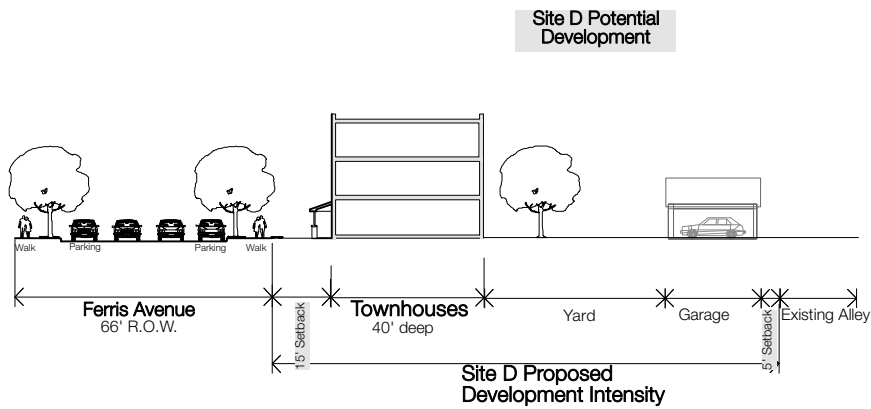 Site D Potential
Development
Walk
Parking
Parking
Walk
Ferris Avenue
66' R.O.W.
15' Setback
Townhouses
40' deep
Yard
Garage
5' Setback
Existing Alley
Site D Proposed
Development Intensity